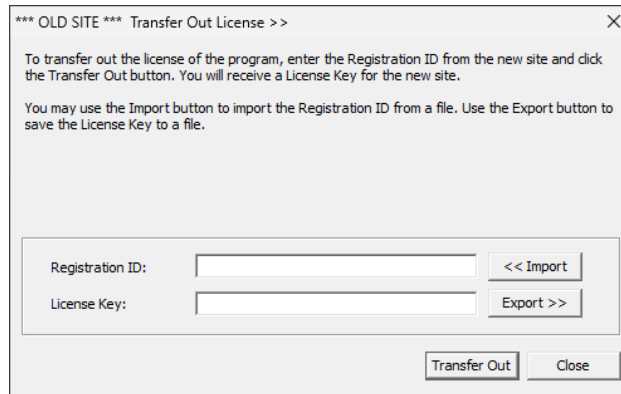 *** OLD SITE *** Transfer Out License >>
To transfer out the license of the program, enter the Registration ID from the new site and click
the Transfer Out button. You will receive a License Key for the new site.
You may use the Import button to import the Registration ID from a file. Use the Export button to
save the License Key to a file.
Registration ID:
<< Import
License Key:
Export >>
Transfer Out
Close